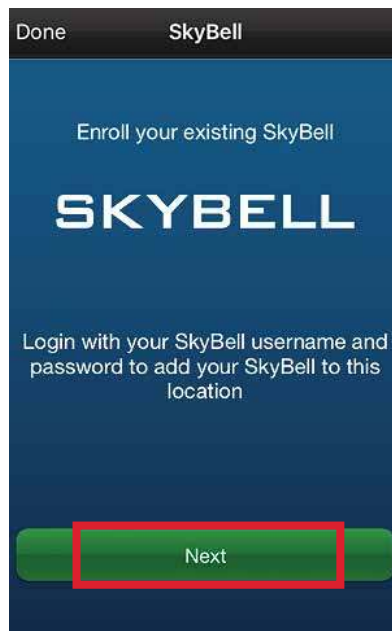 Done SkyBell
Enroll your existing SkyBell
SKYBELL
Login with your SkyBell username and
password to add your SkyBell to this
location
Next